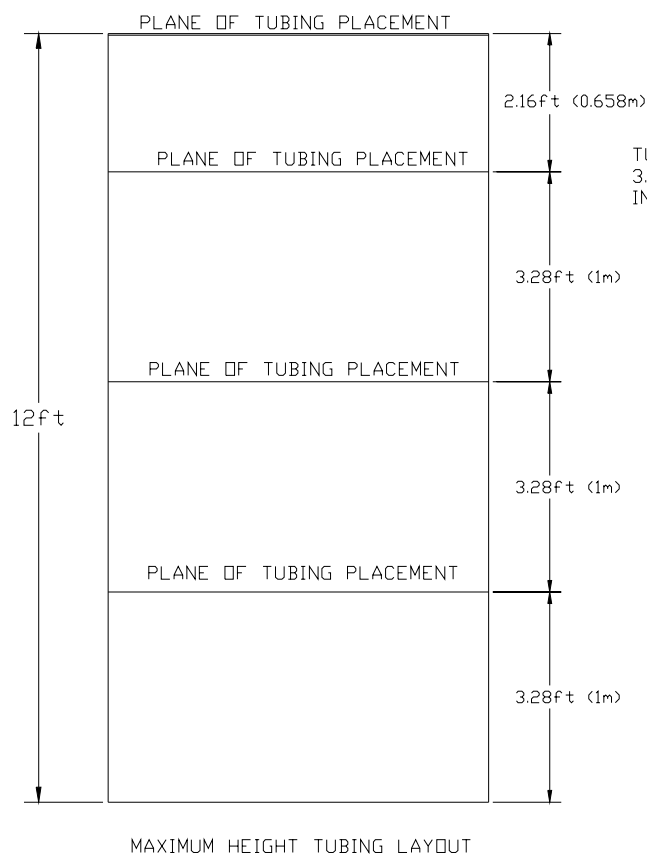 PLANE OF TUBING PLACEMENT
2.16ft (0.658m)
PLANE OF TUBING PLACEMENT
3.28ft (1m)
PLANE OF TUBING PLACEMENT
12ft
3.28ft (1m)
PLANE OF TUBING PLACEMENT
3.28ft (1m)
MAXIMUM HEIGHT TUBING LAYOUT